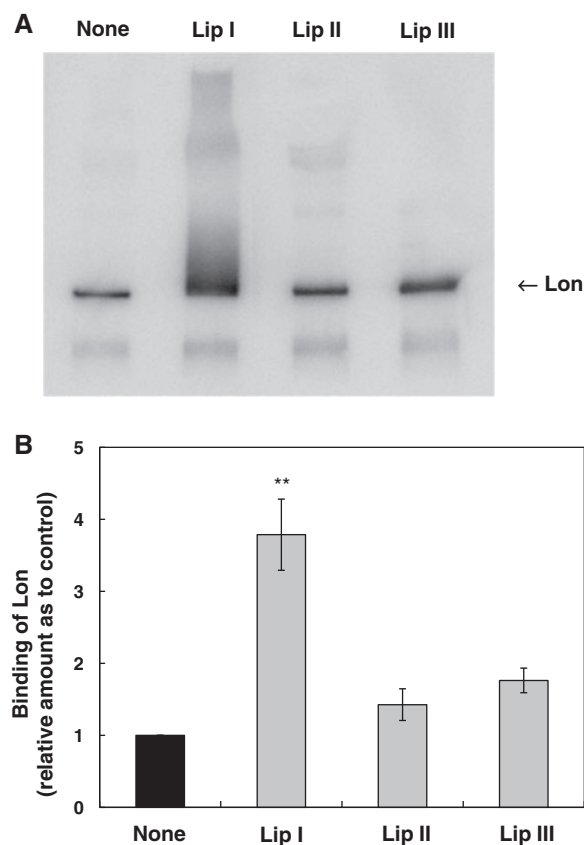 A
None Lip I Lip II Lip III
← Lon
B
Binding of Lon
(relative amount as to control)
5
4
3
2
1
0
**
None Lip I Lip II Lip III